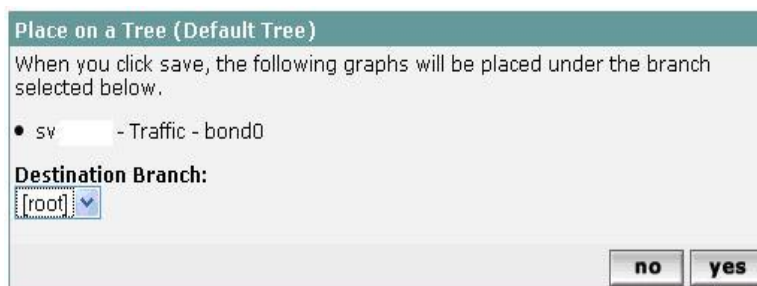 Place on a Tree (Default Tree)
When you click save, the following graphs will be placed under the branch
selected below.
• sv - Traffic - bond0
Destination Branch:
[root]
no yes